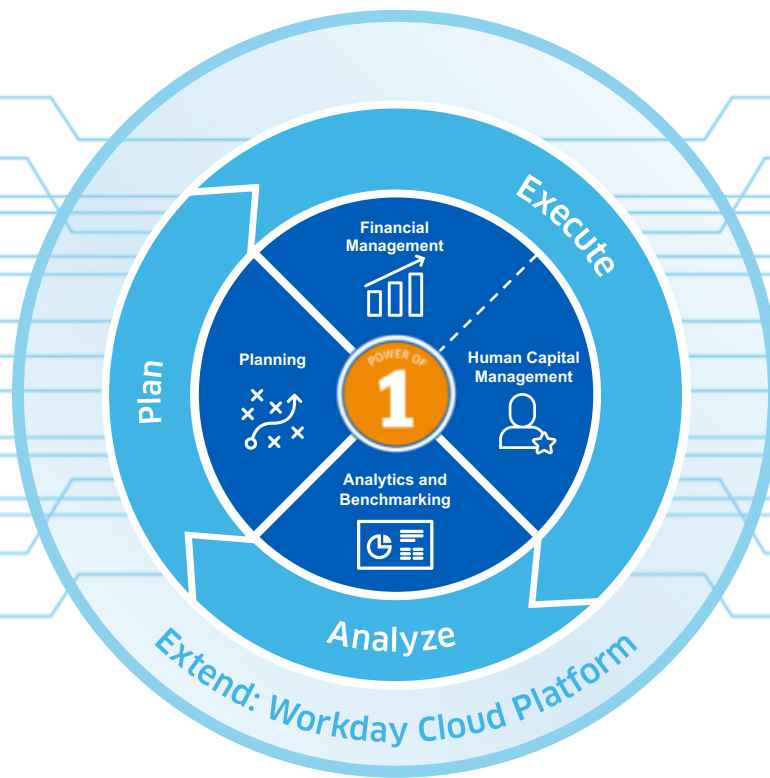 Execute
Financial
Management
Plan
Planning
POWER OF
1
Human Capital
Management
Analytics and
Benchmarking
Analyze
Extend: Workday Cloud Platform